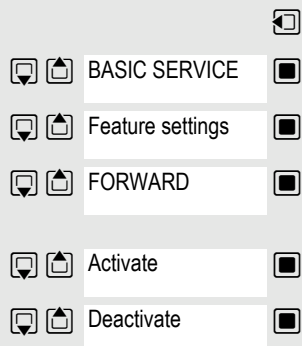 BASIC SERVICE
Feature settings
FORWARD
Activate
Deactivate